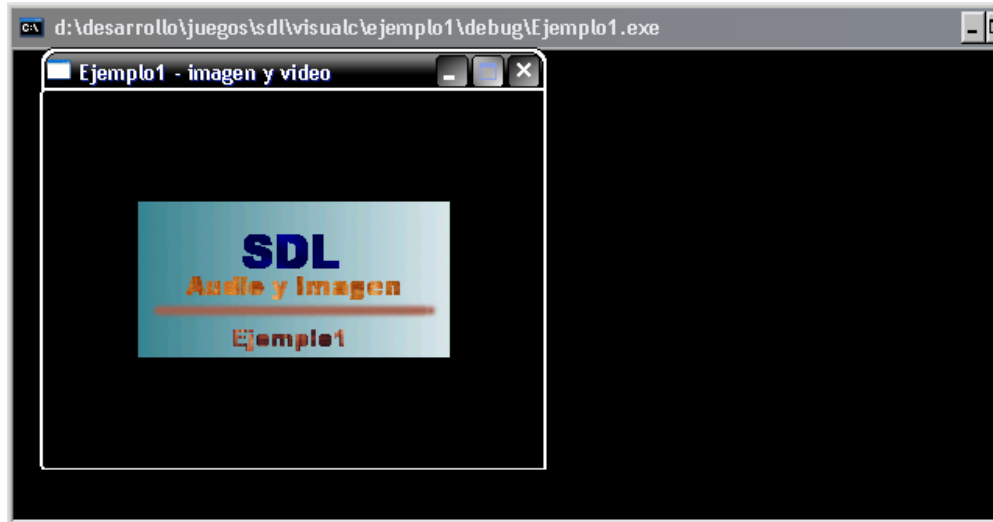 d:\desarrollo\juegos\sdl\visualc\ejemplo1\debug\Ejemplo1.exe
Ejemplo1 - imagen y video
SDL
Audio y Imagen
Ejemplo1